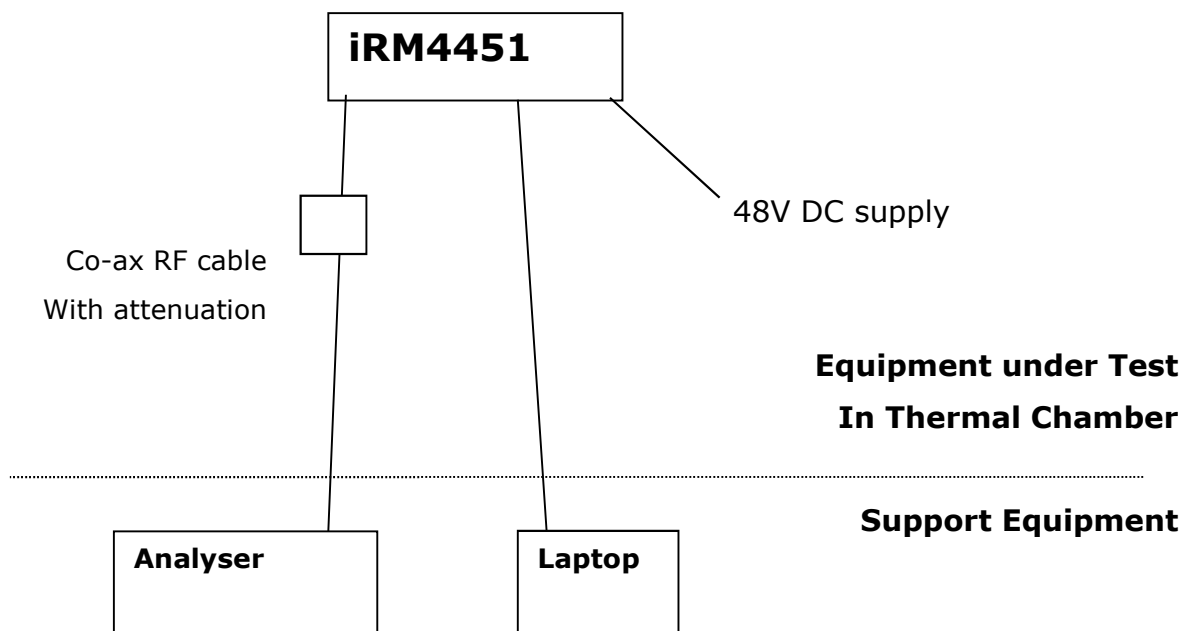 iRM4451
48V DC supply
Co-ax RF cable
With attenuation
Equipment under Test
In Thermal Chamber
Support Equipment
Analyser
Laptop